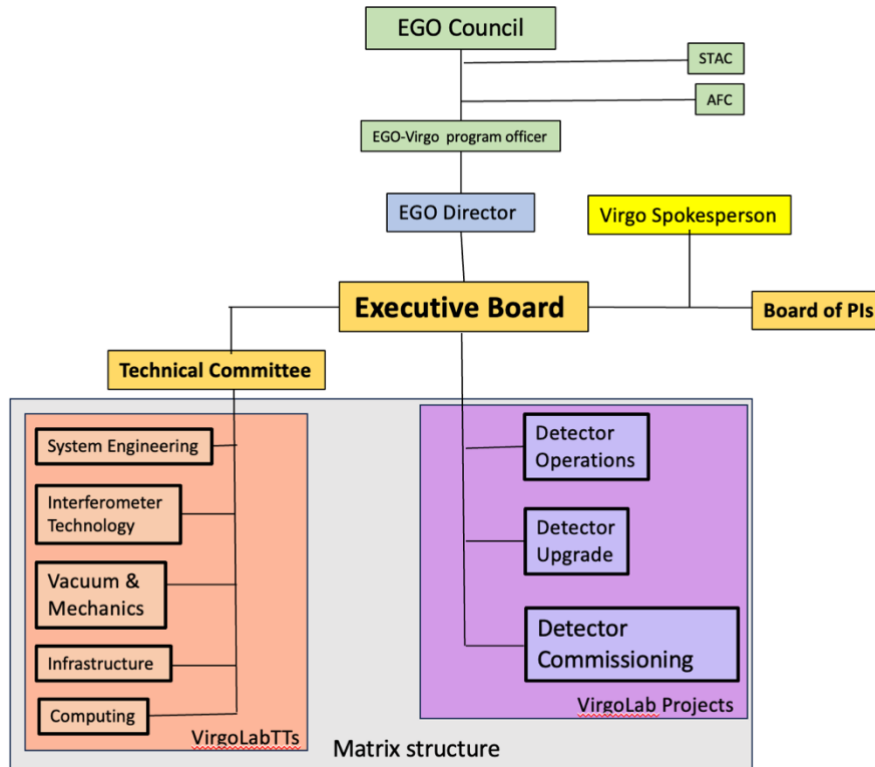 EGO Council
STAC
AFC
EGO-Virgo program officer
EGO Director
Virgo Spokesperson
Executive Board
Board of PIs
Technical Committee
System Engineering
Interferometer
Technology
Vacuum &
Mechanics
Infrastructure
Computing
VirgoLabTTs
Detector
Operations
Detector
Upgrade
Detector
Commissioning
VirgoLab Projects
Matrix structure